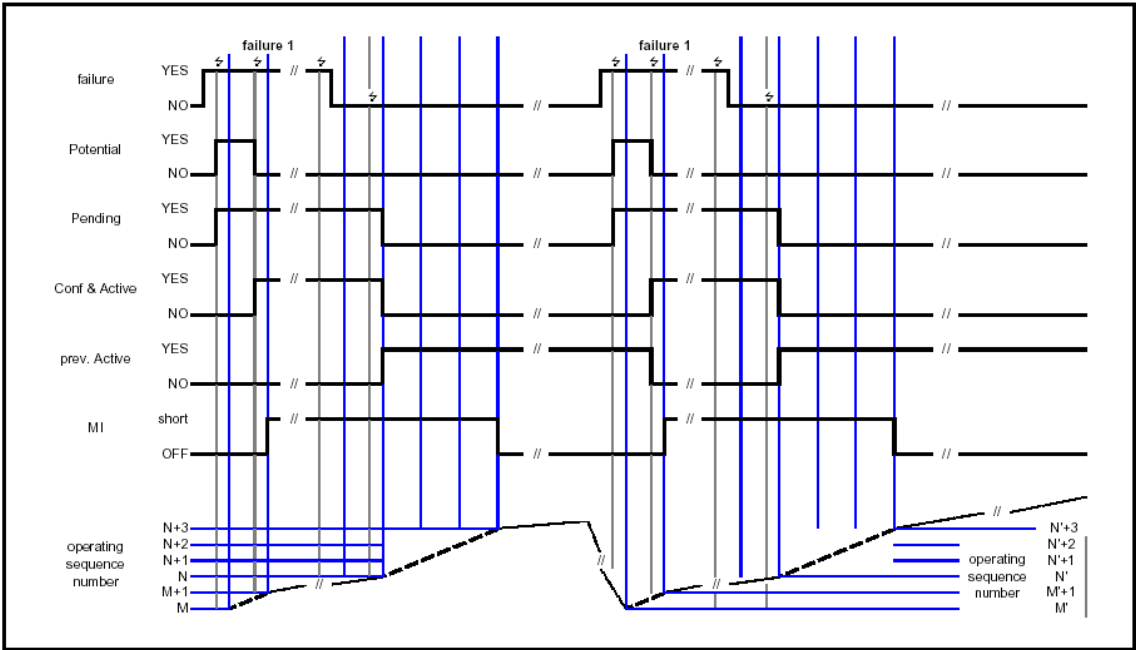 failure 1
failure 1
failure
YES
NO
Potential
YES
NO
Pending
YES
NO
Conf & Active
YES
NO
prev. Active
YES
NO
MI
short
OFF
operating
sequence
number
N+3
N+2
N+1
N
M+1
M
operating
sequence
number
N'+3
N'+2
N'+1
N'
M'+1
M'